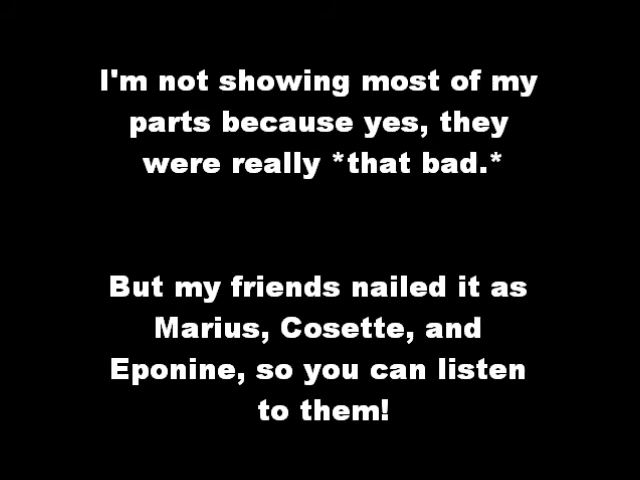 I'm not showing most of my
parts because yes, they
were really *that bad.*
But my friends nailed it as
Marius, Cosette, and
Eponine, so you can listen
to them!